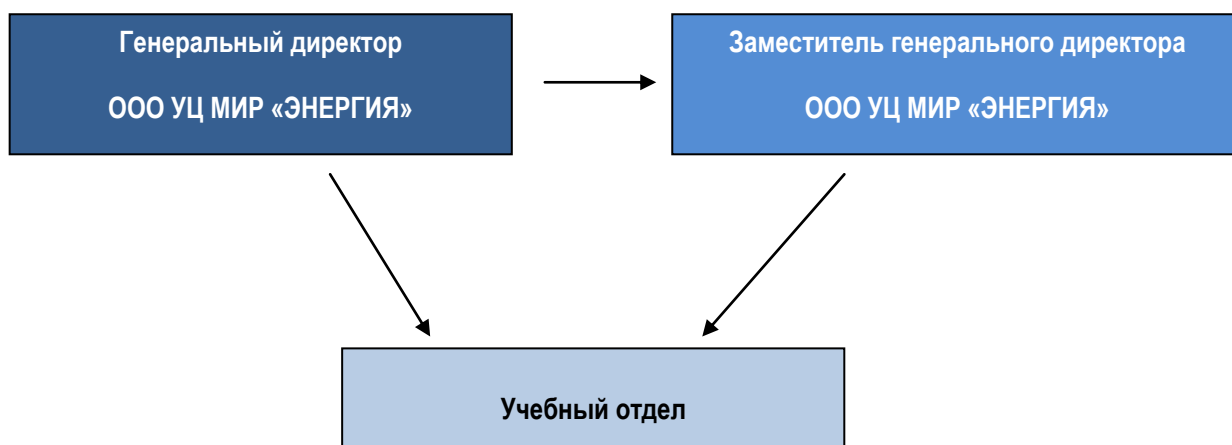 Генеральный директор
ООО УЦ МИР «ЭНЕРГИЯ»
Заместитель генерального директора
ООО УЦ МИР «ЭНЕРГИЯ»
Учебный отдел